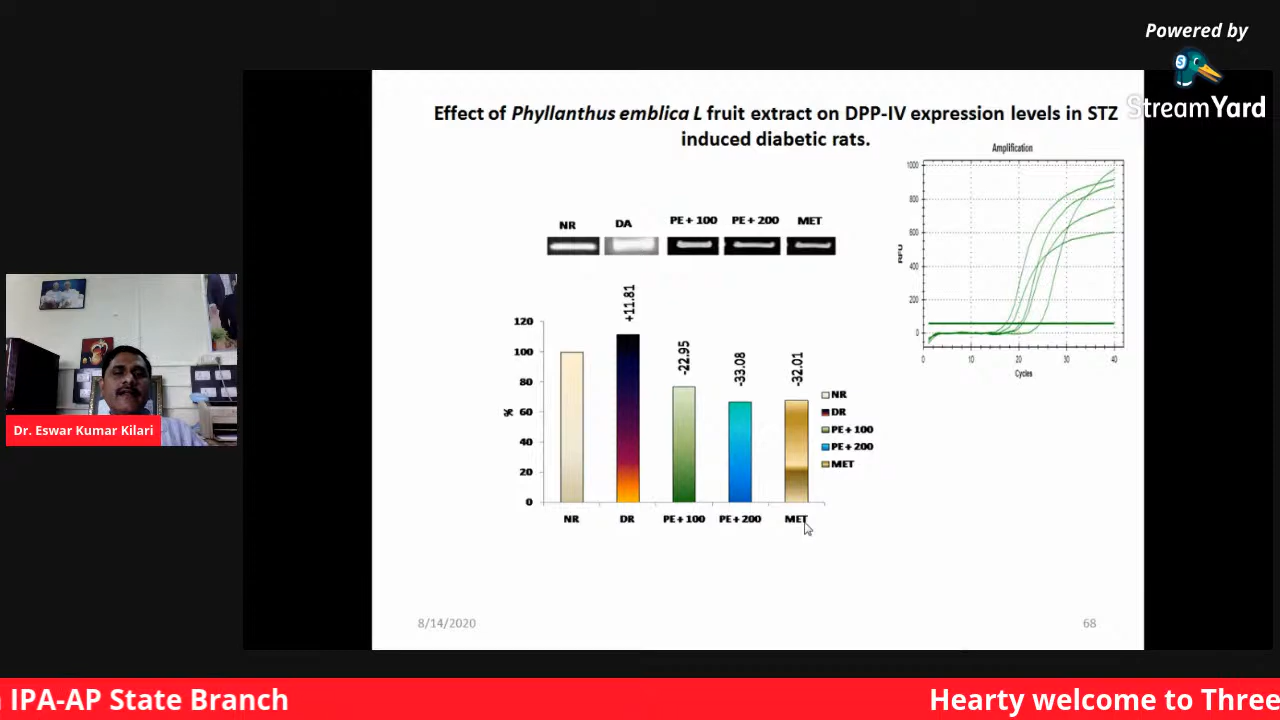 Powered by
StreamYard
Effect of Phyllanthus emblica L fruit extract on DPP-IV expression levels in STZ
induced diabetic rats.
Amplification
NR DA PE + 100 PE + 200 MET
1000
800
600
400
200
0
RFU
0 10 20 30 40
Cycles
+11.81
-22.95
-33.08
-32.01
120
100
80
60
40
20
0
%
NR DR PE + 100 PE + 200 MET
NR
DR
PE + 100
PE + 200
MET
Dr. Eswar Kumar Kilari
8/14/2020
68
IPA-AP State Branch
Hearty welcome to Three